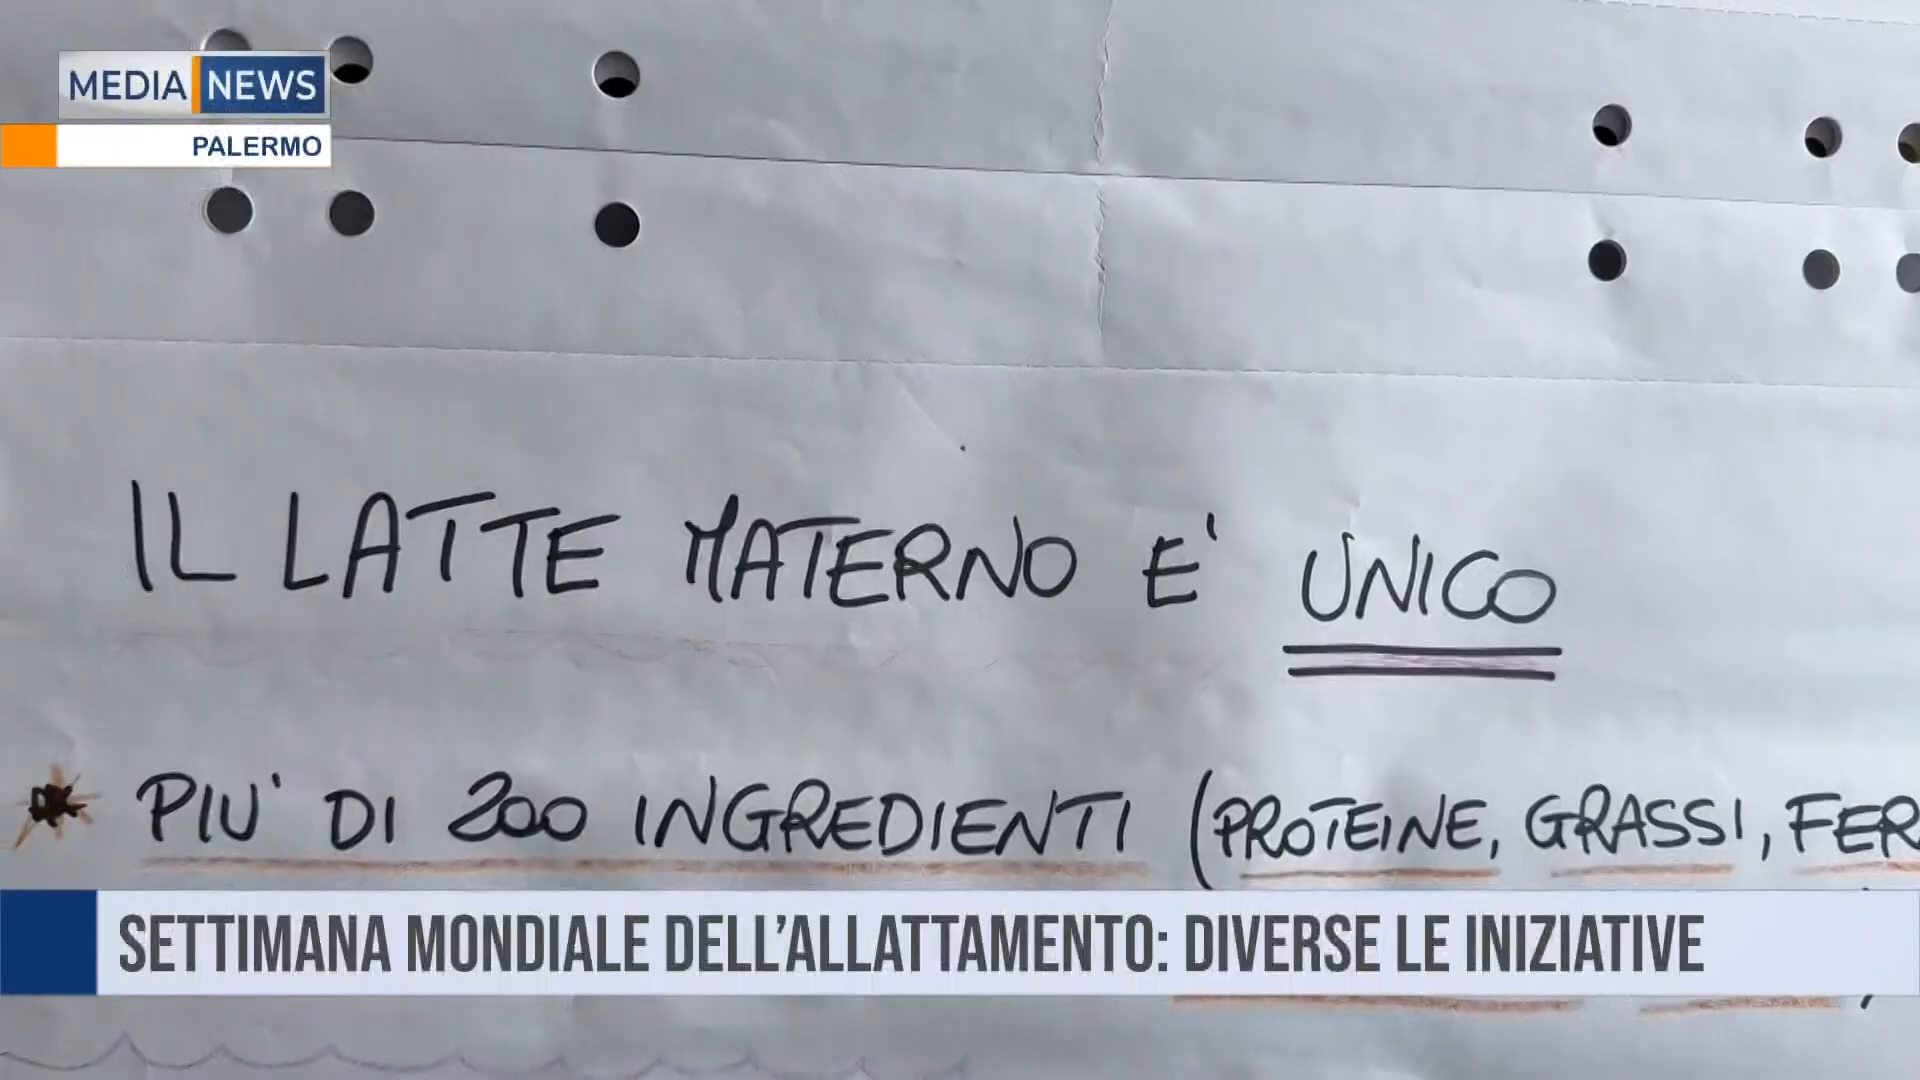 MEDIA NEWS
PALERMO
IL LATTE MATERNO E' UNICO
PIU' DI 200 INGREDIENTI (PROTEINE, GRASSI,
SETTIMANA MONDIALE DELL'ALLATTAMENTO: DIVERSE LE INIZIATIVE